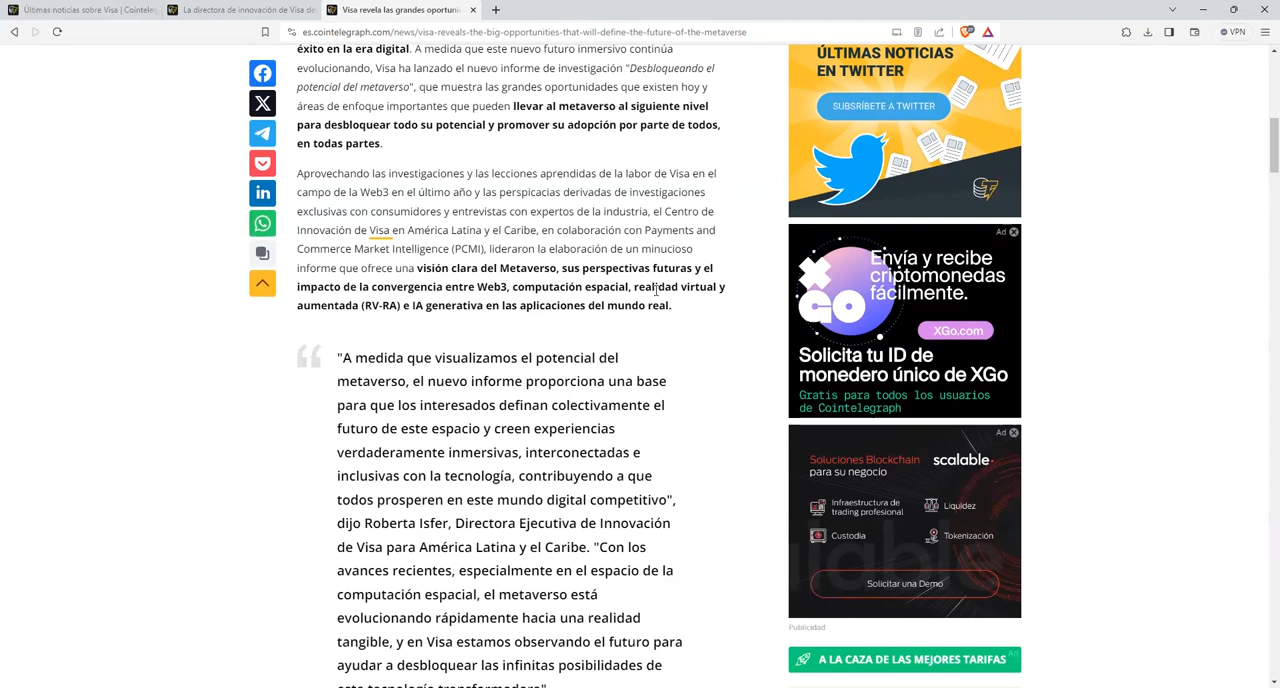 Últimas noticias sobre Visa | Cointeleg
La directora de innovación de Visa de
Visa revela las grandes oportuni
es.cointelegraph.com/news/visa-reveals-the-big-opportunities-that-will-define-the-future-of-the-metaverse
VPN
éxito en la era digital. A medida que este nuevo futuro inmersivo continúa
evolucionando, Visa ha lanzado el nuevo informe de investigación "Desbloqueando el
potencial del metaverso", que muestra las grandes oportunidades que existen hoy y
áreas de enfoque importantes que pueden llevar al metaverso al siguiente nivel
para desbloquear todo su potencial y promover su adopción por parte de todos,
en todas partes.
Aprovechando las investigaciones y las lecciones aprendidas de la labor de Visa en el
campo de la Web3 en el último año y las perspicacias derivadas de investigaciones
exclusivas con consumidores y entrevistas con expertos de la industria, el Centro de
Innovación de Visa en América Latina y el Caribe, en colaboración con Payments and
Commerce Market Intelligence (PCMI), lideraron la elaboración de un minucioso
informe que ofrece una visión clara del Metaverso, sus perspectivas futuras y el
impacto de la convergencia entre Web3, computación espacial, realidad virtual y
aumentada (RV-RA) e IA generativa en las aplicaciones del mundo real.
"A medida que visualizamos el potencial del
metaverso, el nuevo informe proporciona una base
para que los interesados definan colectivamente el
futuro de este espacio y creen experiencias
verdaderamente inmersivas, interconectadas e
inclusivas con la tecnología, contribuyendo a que
todos prosperen en este mundo digital competitivo",
dijo Roberta Isfer, Directora Ejecutiva de Innovación
de Visa para América Latina y el Caribe. "Con los
avances recientes, especialmente en el espacio de la
computación espacial, el metaverso está
evolucionando rápidamente hacia una realidad
tangible, y en Visa estamos observando el futuro para
ayudar a desbloquear las infinitas posibilidades de
esta tecnología transformadora".
ÚLTIMAS NOTICIAS
EN TWITTER
SUBSRÍBETE A TWITTER
Ad
XGO
Envía y recibe
criptomonedas
fácilmente.
XGo.com
Solicita tu ID de
monedero único de XGo
Gratis para todos los usuarios
de Cointelegraph
Ad
Soluciones Blockchain
para su negocio
scalable
Infraestructura de
trading profesional
Liquidez
Custodia
Tokenización
Solicitar una Demo
Publicidad
A LA CAZA DE LAS MEJORES TARIFAS
Ad